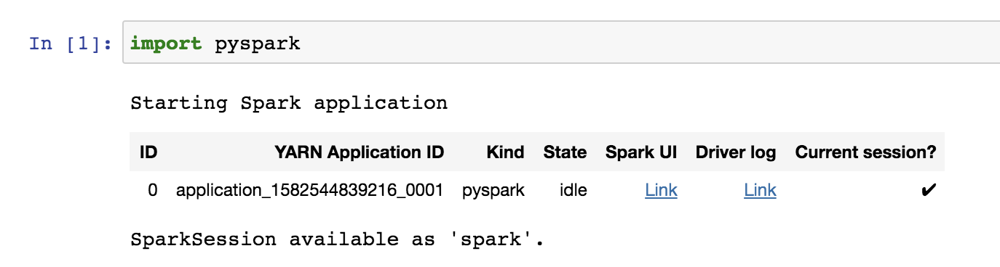 In [1]: import pyspark
Starting Spark application
ID YARN Application ID Kind State Spark UI Driver log Current session?
0 application_1582544839216_0001 pyspark idle Link Link ✔
SparkSession available as 'spark'.